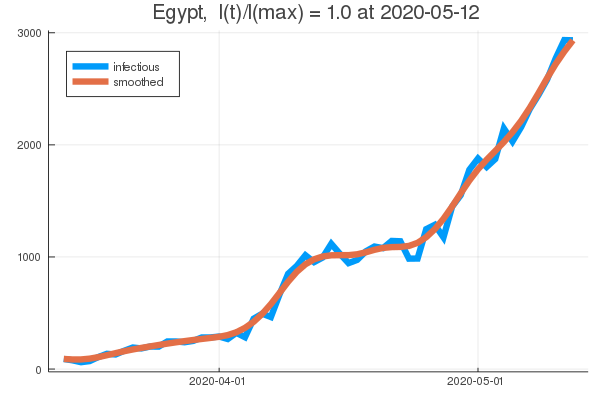 Egypt,  I(t)/I(max) = 1.0 at 2020-05-12
3000
infectious
smoothed
2000
1000
0
2020-04-01
2020-05-01